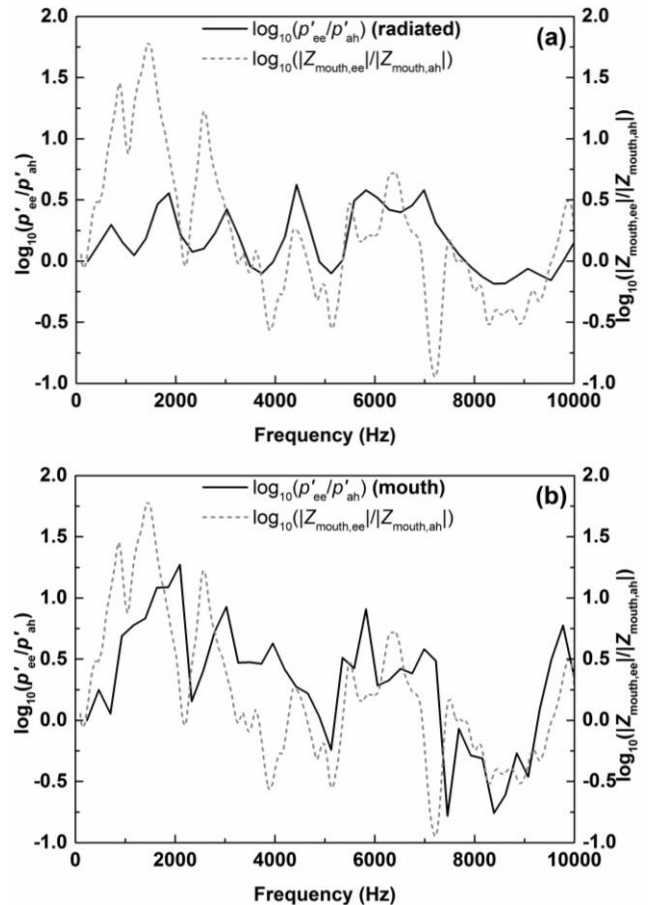 2.0 2.0
log₁₀(p′ee/p′ah) (radiated) (a)
log₁₀(|Zmouth,ee|/|Zmouth,ah|)
1.5 1.5
1.0 1.0
0.5 0.5
0.0 0.0
-0.5 -0.5
-1.0 -1.0
log₁₀(p′ee/p′ah)
log₁₀(|Zmouth,ee|/|Zmouth,ah|)
0 2000 4000 6000 8000 10000
Frequency (Hz)
2.0 2.0
log₁₀(p′ee/p′ah) (mouth) (b)
log₁₀(|Zmouth,ee|/|Zmouth,ah|)
1.5 1.5
1.0 1.0
0.5 0.5
0.0 0.0
-0.5 -0.5
-1.0 -1.0
log₁₀(p′ee/p′ah)
log₁₀(|Zmouth,ee|/|Zmouth,ah|)
0 2000 4000 6000 8000 10000
Frequency (Hz)